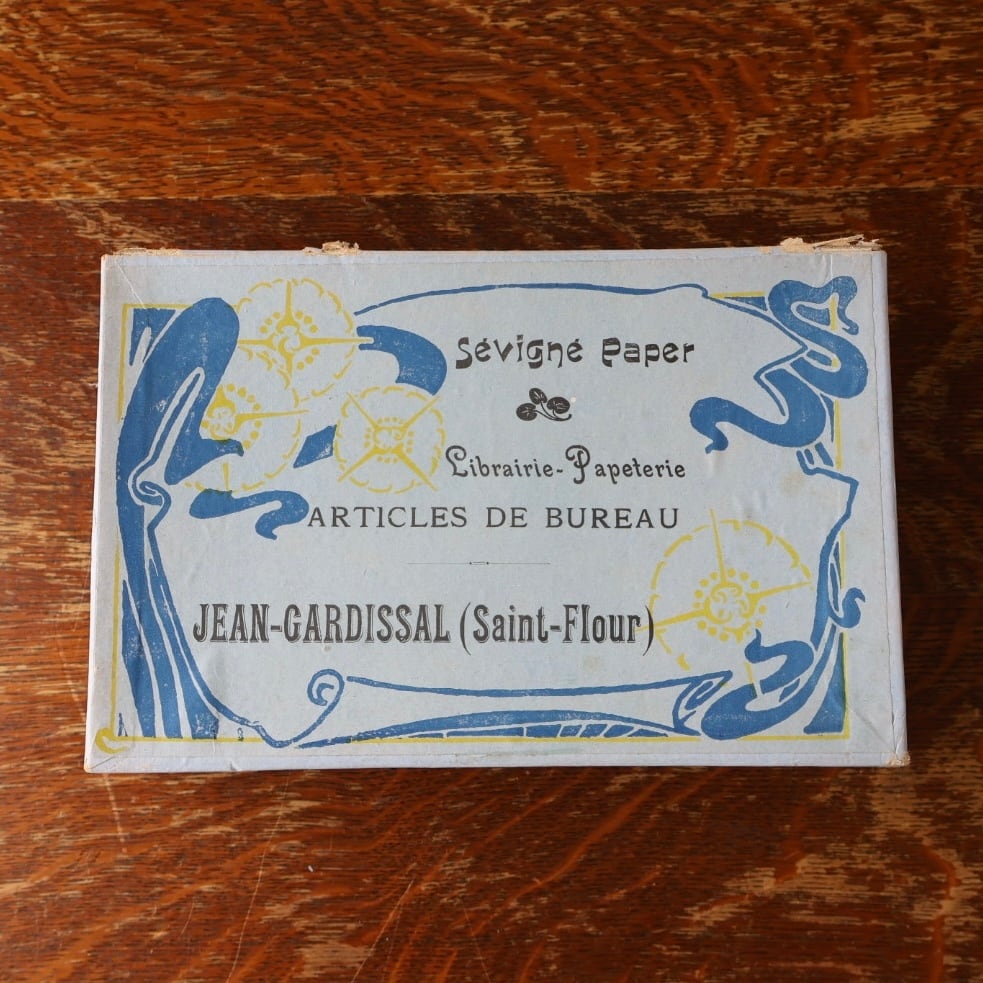 Sévigné Paper
Librairie-Papeterie
ARTICLES DE BUREAU
JEAN-GARDISSAL (Saint-Flour)